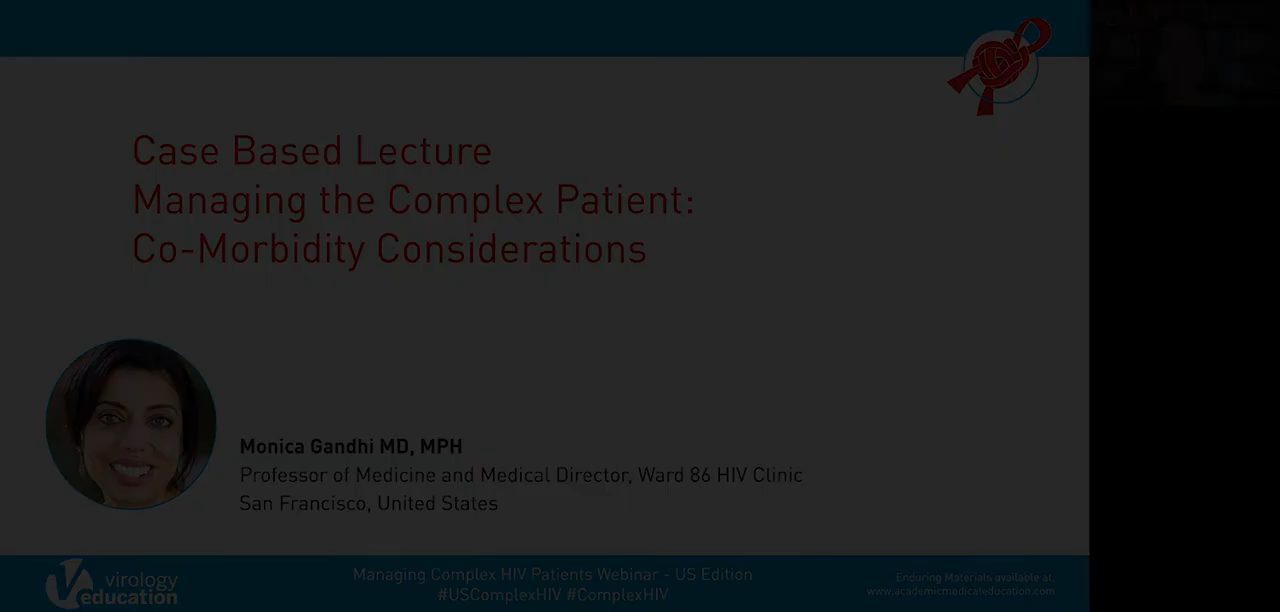 Case Based Lecture
Managing the Complex Patient:
Co-Morbidity Considerations
Monica Gandhi MD, MPH
Professor of Medicine and Medical Director, Ward 86 HIV Clinic
San Francisco, United States
virology
education
Managing Complex HIV Patients Webinar - US Edition
#USComplexHIV #ComplexHIV
Enduring Materials available at:
www.academicmedicaleducation.com